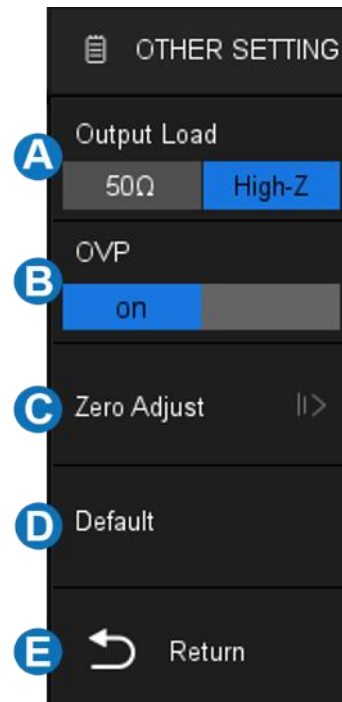 OTHER SETTING
A
Output Load
50Ω High-Z
B
OVP
on
C
Zero Adjust
D
Default
E
Return